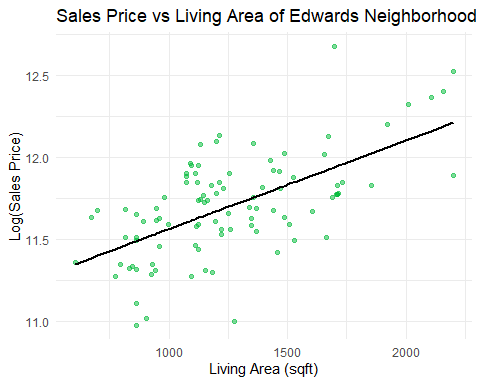 Sales Price vs Living Area of Edwards Neighborhood
Log(Sales Price)
12.5
12.0
11.5
11.0
1000
1500
2000
Living Area (sqft)